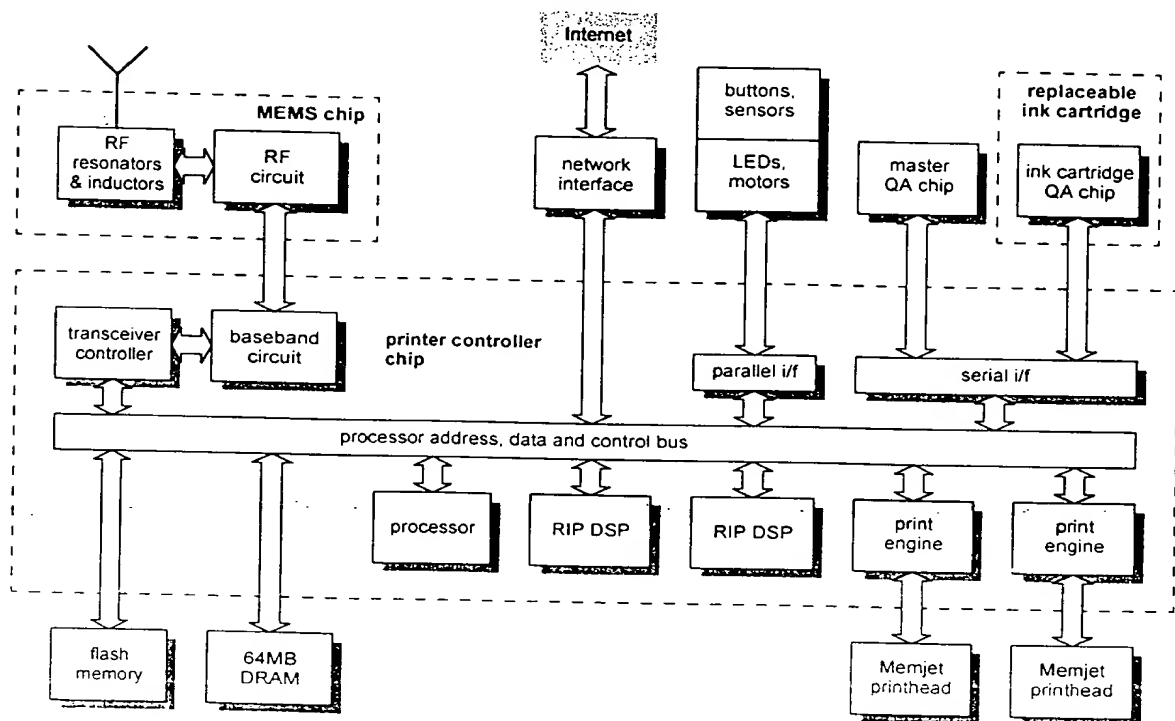 Internet
MEMS chip
RF
resonators
& inductors
RF
circuit
network
interface
buttons,
sensors
LEDs,
motors
master
QA chip
replaceable
ink cartridge
ink cartridge
QA chip
transceiver
controller
baseband
circuit
printer controller
chip
parallel i/f
serial i/f
processor address, data and control bus
processor
RIP DSP
RIP DSP
print
engine
print
engine
flash
memory
64MB
DRAM
Memjet
printhead
Memjet
printhead